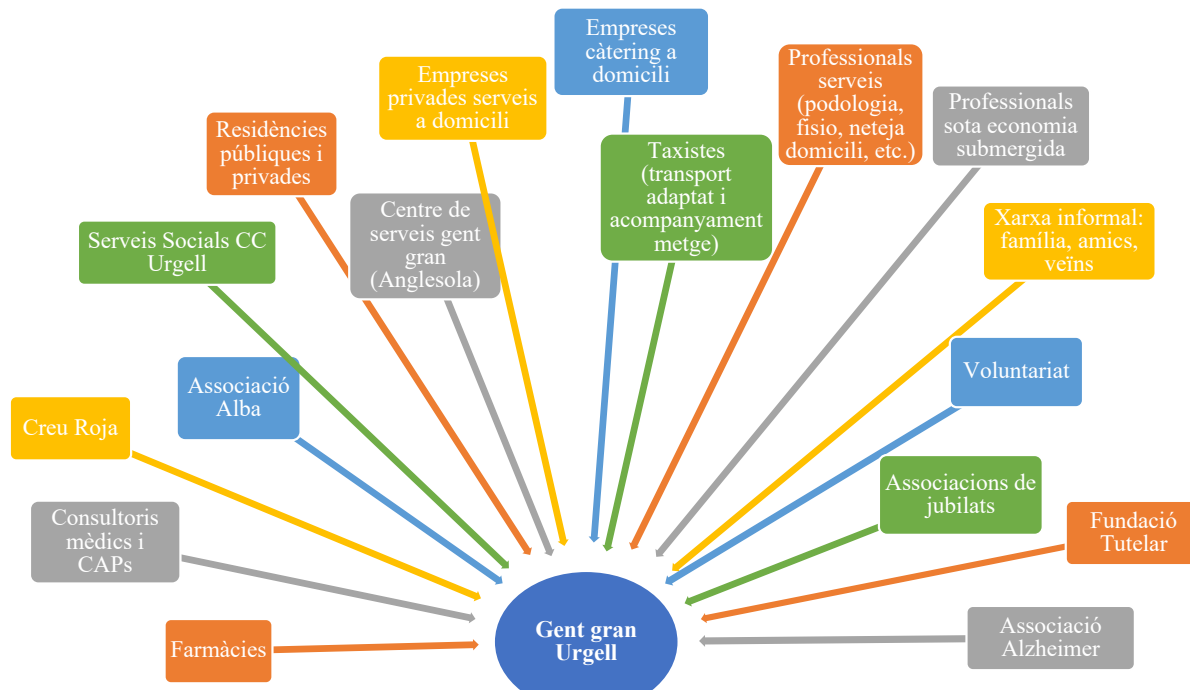 Empreses
càtering a
domicili
Empreses
privades serveis
a domicili
Professionals
serveis
(podologia,
fisio, neteja
domicili, etc.)
Professionals
sota economia
submergida
Residències
públiques i
privades
Taxistes
(transport
adaptat i
acompanyament
metge)
Centre de
serveis gent
gran
(Anglesola)
Xarxa informal:
família, amics,
veïns
Serveis Socials CC
Urgell
Associació
Alba
Voluntariat
Creu Roja
Associacions de
jubilats
Consultoris
mèdics i
CAPs
Fundació
Tutelar
Farmàcies
Gent gran
Urgell
Associació
Alzheimer